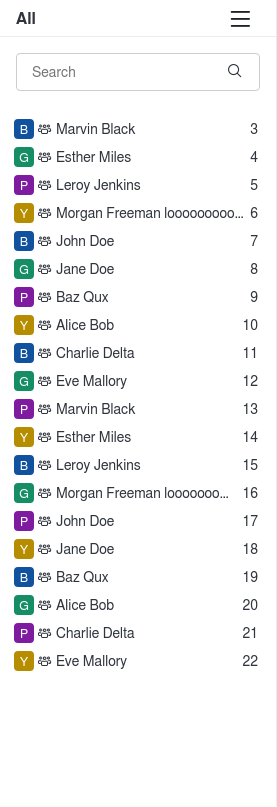 All
Search
B Marvin Black 3
G Esther Miles 4
P Leroy Jenkins 5
Y Morgan Freeman looooooooo... 6
B John Doe 7
G Jane Doe 8
P Baz Qux 9
Y Alice Bob 10
B Charlie Delta 11
G Eve Mallory 12
P Marvin Black 13
Y Esther Miles 14
B Leroy Jenkins 15
G Morgan Freeman looooooo... 16
P John Doe 17
Y Jane Doe 18
B Baz Qux 19
G Alice Bob 20
P Charlie Delta 21
Y Eve Mallory 22